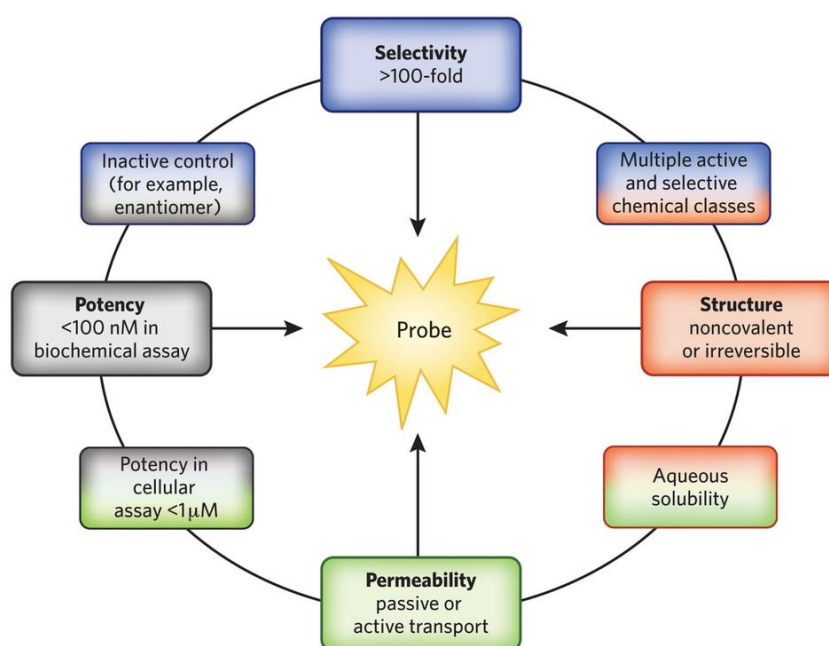 Selectivity
>100-fold
Inactive control
(for example,
enantiomer)
Multiple active
and selective
chemical classes
Potency
<100 nM in
biochemical assay
Probe
Structure
noncovalent
or irreversible
Potency in
cellular
assay <1µM
Aqueous
solubility
Permeability
passive or
active transport